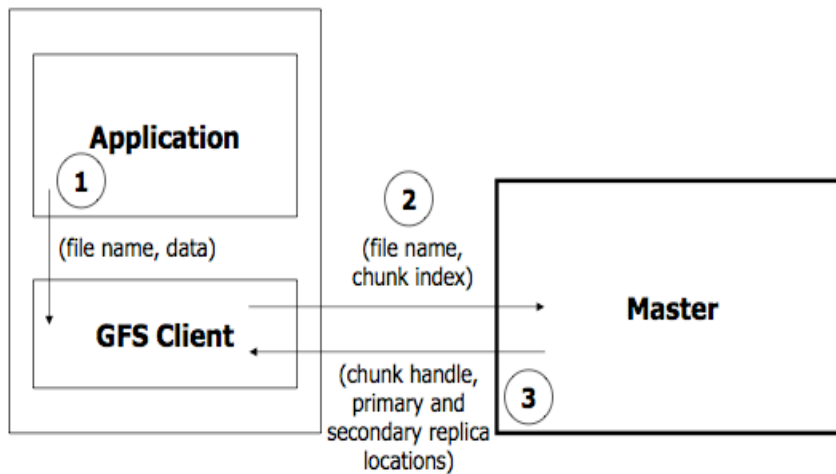 Application
1
(file name, data)
GFS Client
2
(file name,
chunk index)
(chunk handle,
primary and
secondary replica
locations)
3
Master